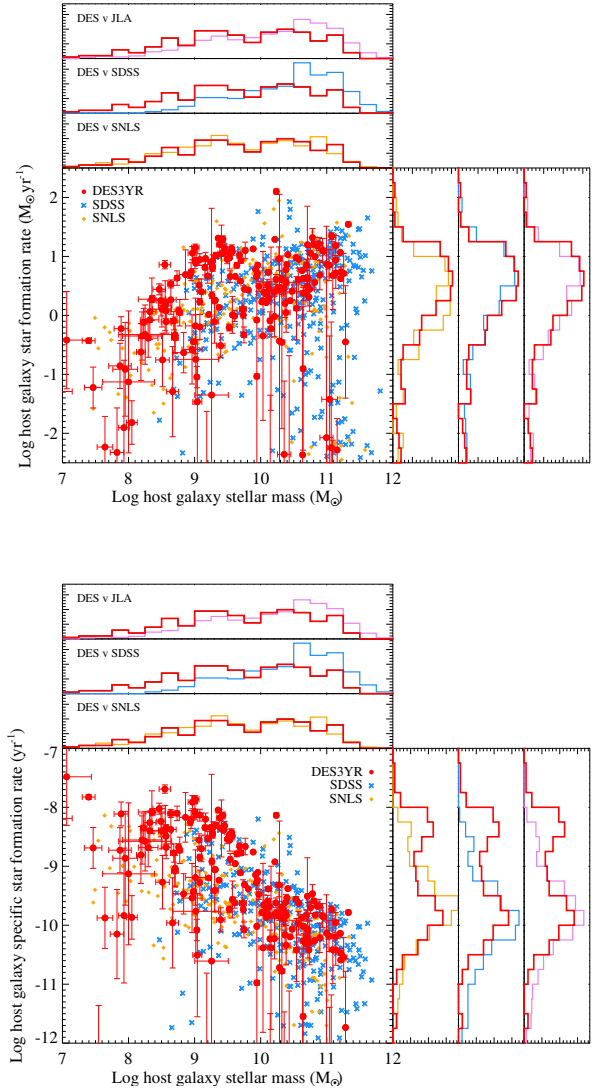 DES v JLA
DES v SDSS
DES v SNLS
Log host galaxy star formation rate (M⊙ yr-1)
2
1
0
-1
-2
DES3YR
SDSS
SNLS
7 8 9 10 11 12
Log host galaxy stellar mass (M⊙)
DES v JLA
DES v SDSS
DES v SNLS
Log host galaxy specific star formation rate (yr-1)
-7
-8
-9
-10
-11
-12
DES3YR
SDSS
SNLS
7 8 9 10 11 12
Log host galaxy stellar mass (M⊙)